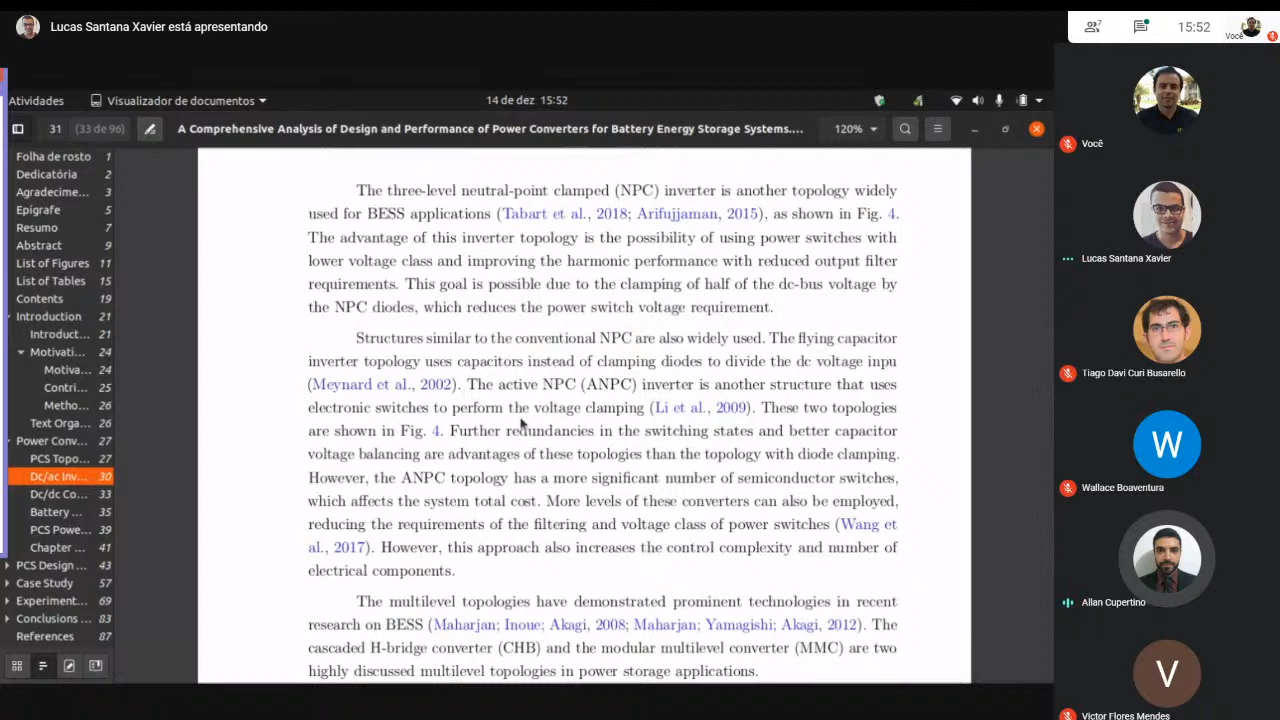 Lucas Santana Xavier está apresentando
7
15:52
Você
Atividades
Visualizador de documentos
14 de dez 15:52
31
(33 de 96)
A Comprehensive Analysis of Design and Performance of Power Converters for Battery Energy Storage Systems....
120%
Folha de rosto 1
Dedicatória 2
Agradecime... 3
Epígrafe 5
Resumo 7
Abstract 9
List of Figures 11
List of Tables 15
Contents 19
Introduction 21
Introduct... 21
Motivati... 24
Motiva... 24
Contri... 25
Metho... 26
Text Orga... 26
Power Conv... 27
PCS Topo... 27
Dc/ac Inv... 30
Dc/dc Co... 33
Battery ... 35
PCS Powe... 39
Chapter ... 41
PCS Design ... 43
Case Study 57
Experiment... 69
Conclusions ... 83
References 87
The three-level neutral-point clamped (NPC) inverter is another topology widely
used for BESS applications (Tabart et al., 2018; Arifujjaman, 2015), as shown in Fig. 4.
The advantage of this inverter topology is the possibility of using power switches with
lower voltage class and improving the harmonic performance with reduced output filter
requirements. This goal is possible due to the clamping of half of the dc-bus voltage by
the NPC diodes, which reduces the power switch voltage requirement.
Structures similar to the conventional NPC are also widely used. The flying capacitor
inverter topology uses capacitors instead of clamping diodes to divide the dc voltage inpu
(Meynard et al., 2002). The active NPC (ANPC) inverter is another structure that uses
electronic switches to perform the voltage clamping (Li et al., 2009). These two topologies
are shown in Fig. 4. Further redundancies in the switching states and better capacitor
voltage balancing are advantages of these topologies than the topology with diode clamping.
However, the ANPC topology has a more significant number of semiconductor switches,
which affects the system total cost. More levels of these converters can also be employed,
reducing the requirements of the filtering and voltage class of power switches (Wang et
al., 2017). However, this approach also increases the control complexity and number of
electrical components.
The multilevel topologies have demonstrated prominent technologies in recent
research on BESS (Maharjan; Inoue; Akagi, 2008; Maharjan; Yamagishi; Akagi, 2012). The
cascaded H-bridge converter (CHB) and the modular multilevel converter (MMC) are two
highly discussed multilevel topologies in power storage applications.
Você
Lucas Santana Xavier
Tiago Davi Curi Busarello
W
Wallace Boaventura
Allan Cupertino
V
Victor Flores Mendes